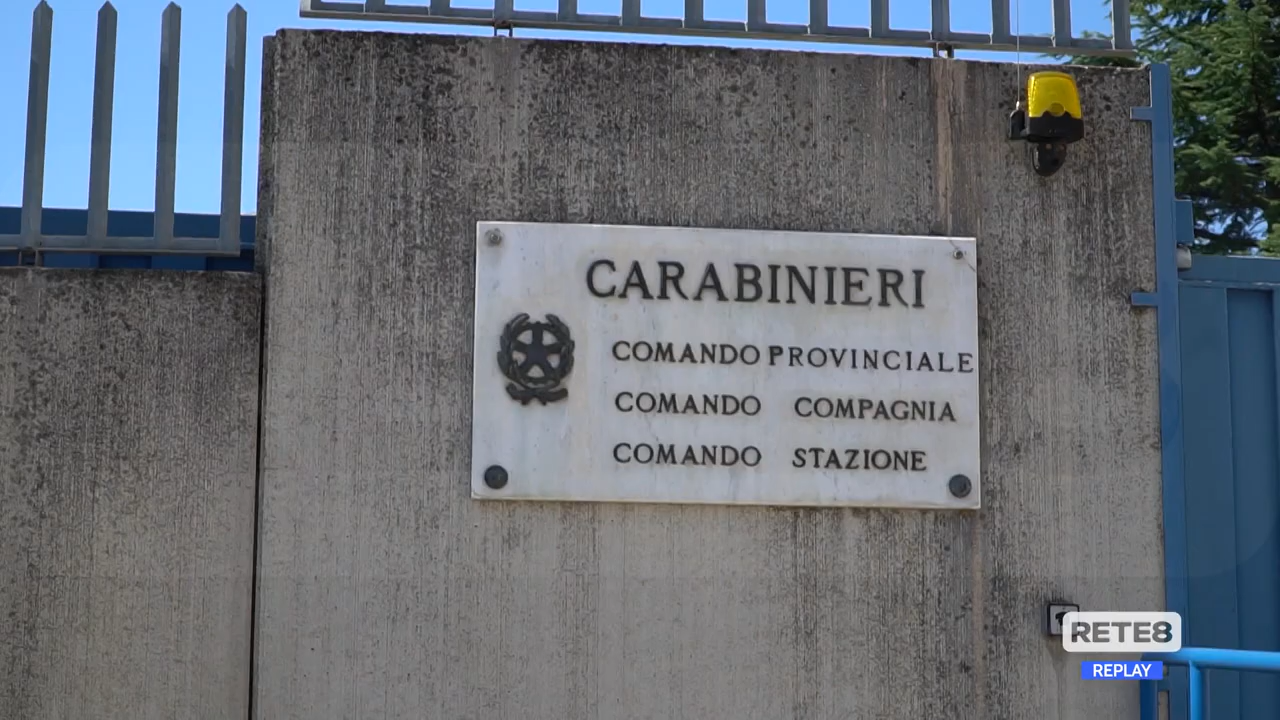 CARABINIERI
COMANDO PROVINCIALE
COMANDO COMPAGNIA
COMANDO STAZIONE
RETE8
REPLAY